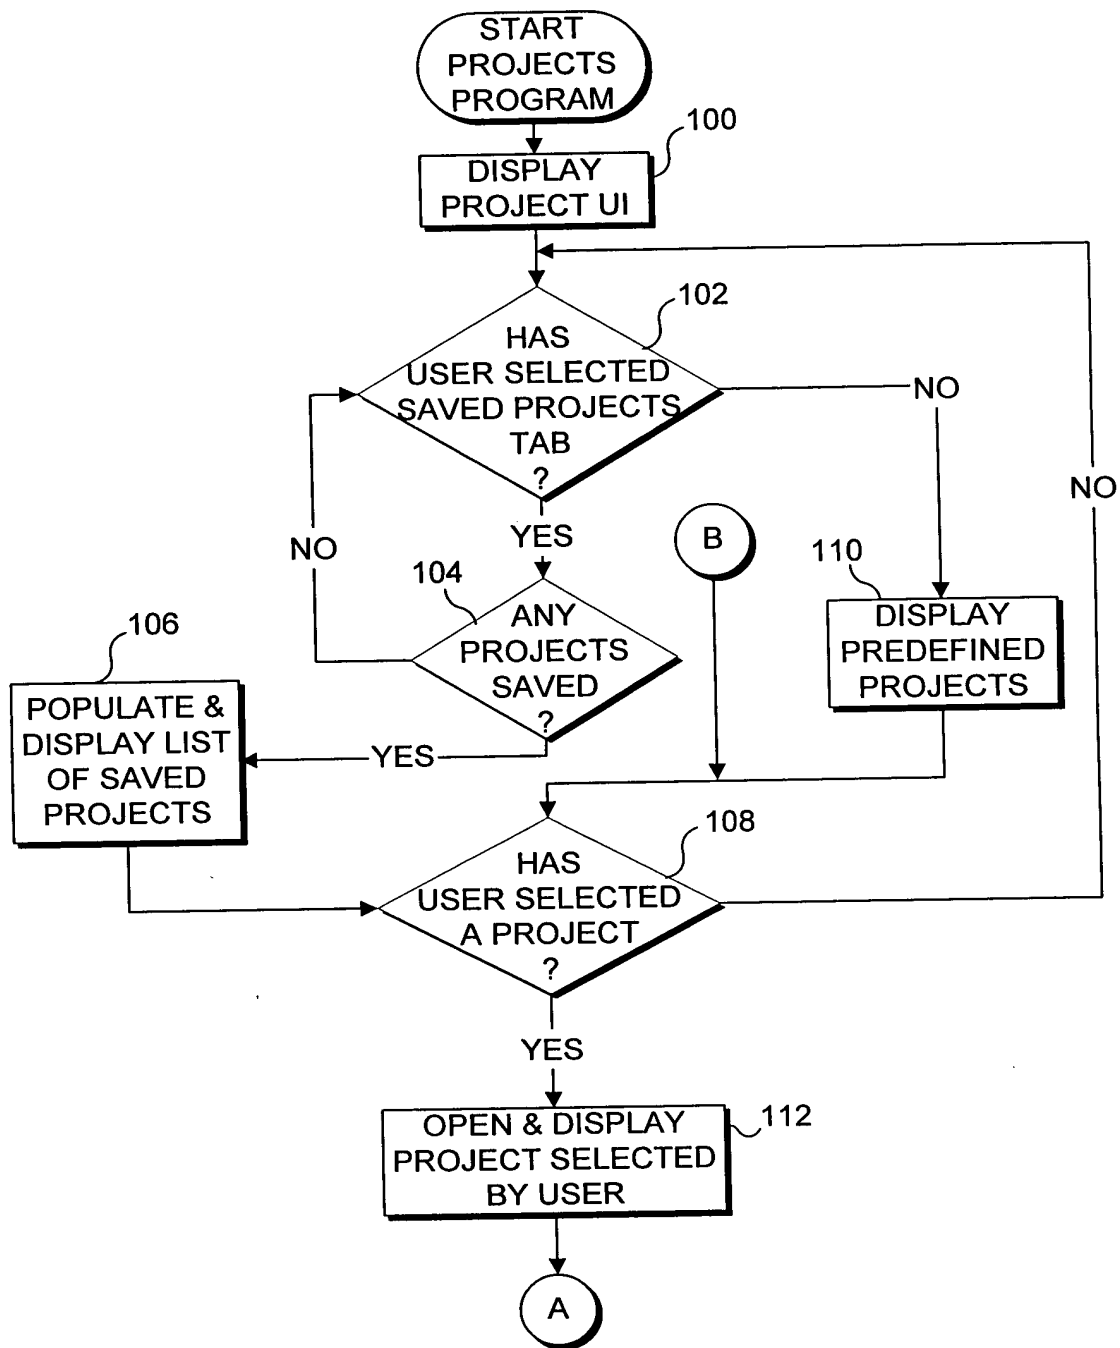 START
PROJECTS
PROGRAM
100
DISPLAY
PROJECT UI
102
HAS
USER SELECTED
SAVED PROJECTS
TAB
?
NO
NO
YES
B
NO
104
110
ANY
PROJECTS
SAVED
?
DISPLAY
PREDEFINED
PROJECTS
106
POPULATE &
DISPLAY LIST
OF SAVED
PROJECTS
YES
108
HAS
USER SELECTED
A PROJECT
?
YES
112
OPEN & DISPLAY
PROJECT SELECTED
BY USER
A